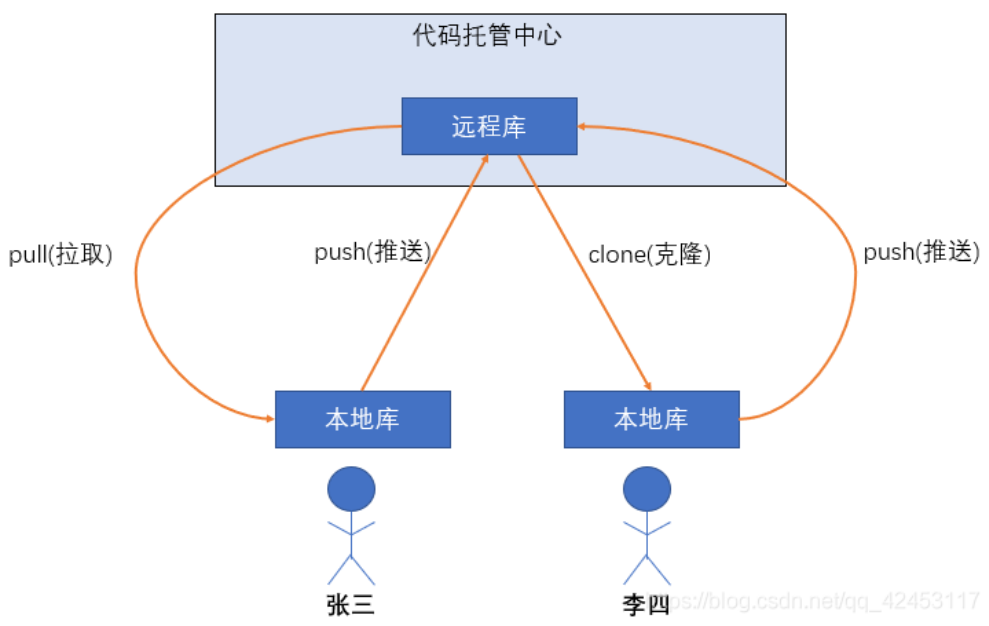 代码托管中心
远程库
pull(拉取)
push(推送)
clone(克隆)
push(推送)
本地库
本地库
张三
李四
ps://blog.csdn.net/qq_42453117